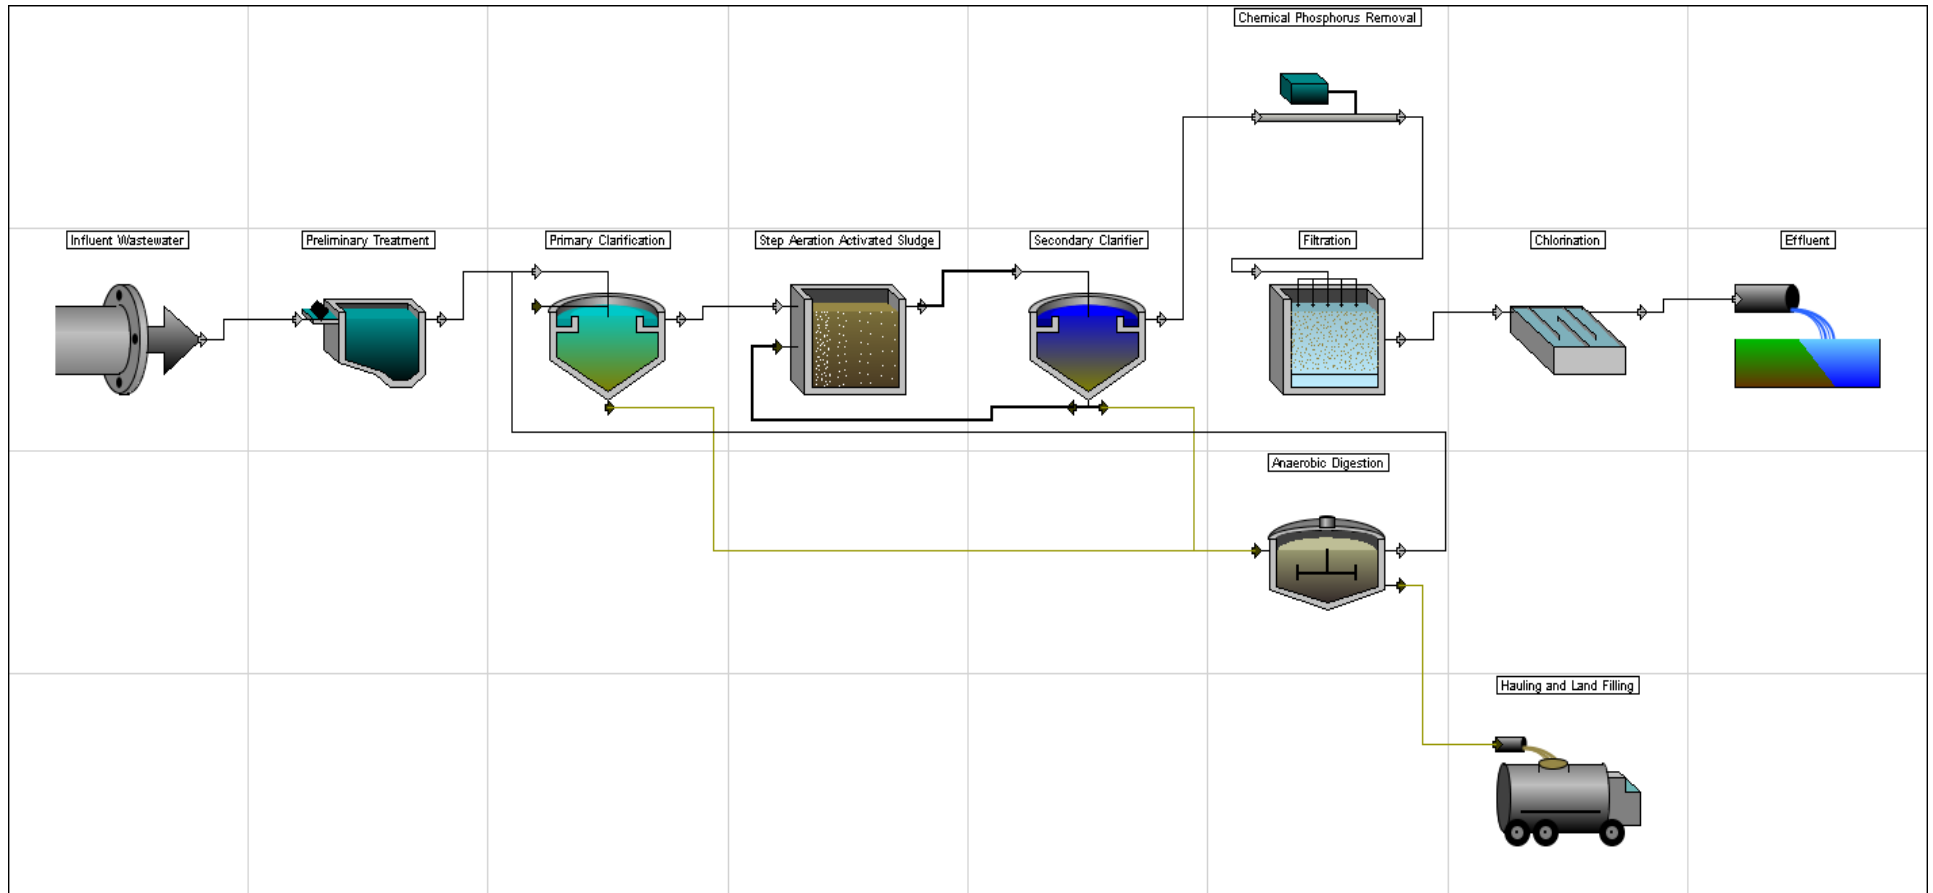 Chemical Phosphorus Removal
Influent Wastewater
Preliminary Treatment
Primary Clarification
Step Aeration Activated Sludge
Secondary Clarifier
Filtration
Chlorination
Effluent
Anaerobic Digestion
Hauling and Land Filling